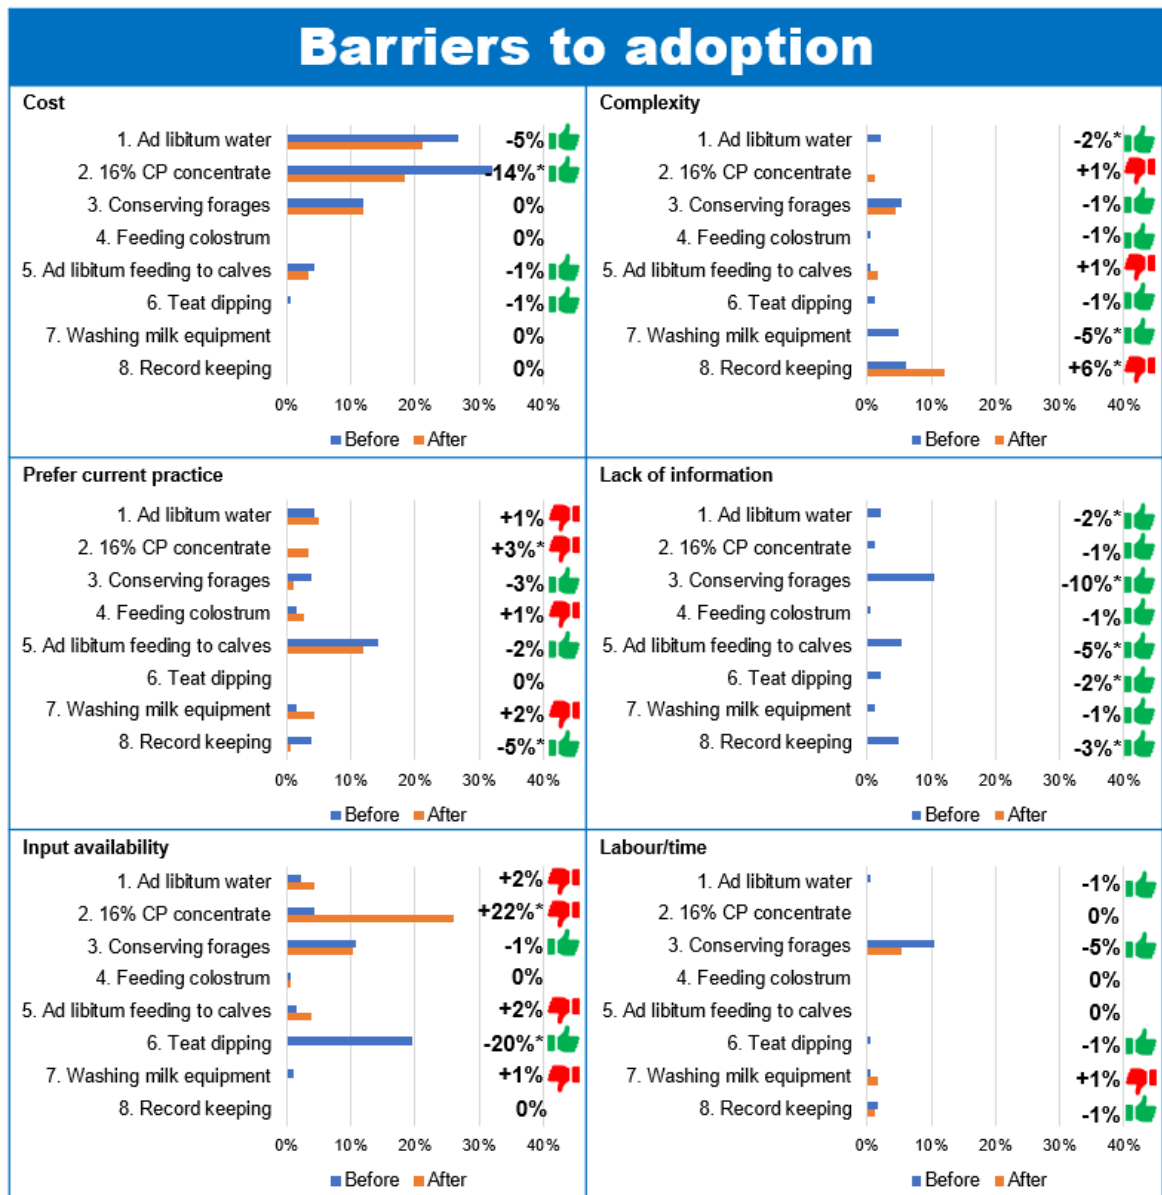 Barriers to adoption
Cost
1. Ad libitum water -5%
2. 16% CP concentrate -14%*
3. Conserving forages 0%
4. Feeding colostrum 0%
5. Ad libitum feeding to calves -1%
6. Teat dipping -1%
7. Washing milk equipment 0%
8. Record keeping 0%
0% 10% 20% 30% 40%
Before After
Complexity
1. Ad libitum water -2%*
2. 16% CP concentrate +1%
3. Conserving forages -1%
4. Feeding colostrum -1%
5. Ad libitum feeding to calves +1%
6. Teat dipping -1%
7. Washing milk equipment -5%*
8. Record keeping +6%*
0% 10% 20% 30% 40%
Before After
Prefer current practice
1. Ad libitum water +1%
2. 16% CP concentrate +3%*
3. Conserving forages -3%
4. Feeding colostrum +1%
5. Ad libitum feeding to calves -2%
6. Teat dipping 0%
7. Washing milk equipment +2%
8. Record keeping -5%*
0% 10% 20% 30% 40%
Before After
Lack of information
1. Ad libitum water -2%*
2. 16% CP concentrate -1%
3. Conserving forages -10%*
4. Feeding colostrum -1%
5. Ad libitum feeding to calves -5%*
6. Teat dipping -2%*
7. Washing milk equipment -1%
8. Record keeping -3%*
0% 10% 20% 30% 40%
Before After
Input availability
1. Ad libitum water +2%
2. 16% CP concentrate +22%*
3. Conserving forages -1%
4. Feeding colostrum 0%
5. Ad libitum feeding to calves +2%
6. Teat dipping -20%*
7. Washing milk equipment +1%
8. Record keeping 0%
0% 10% 20% 30% 40%
Before After
Labour/time
1. Ad libitum water -1%
2. 16% CP concentrate 0%
3. Conserving forages -5%
4. Feeding colostrum 0%
5. Ad libitum feeding to calves 0%
6. Teat dipping -1%
7. Washing milk equipment +1%
8. Record keeping -1%
0% 10% 20% 30% 40%
Before After